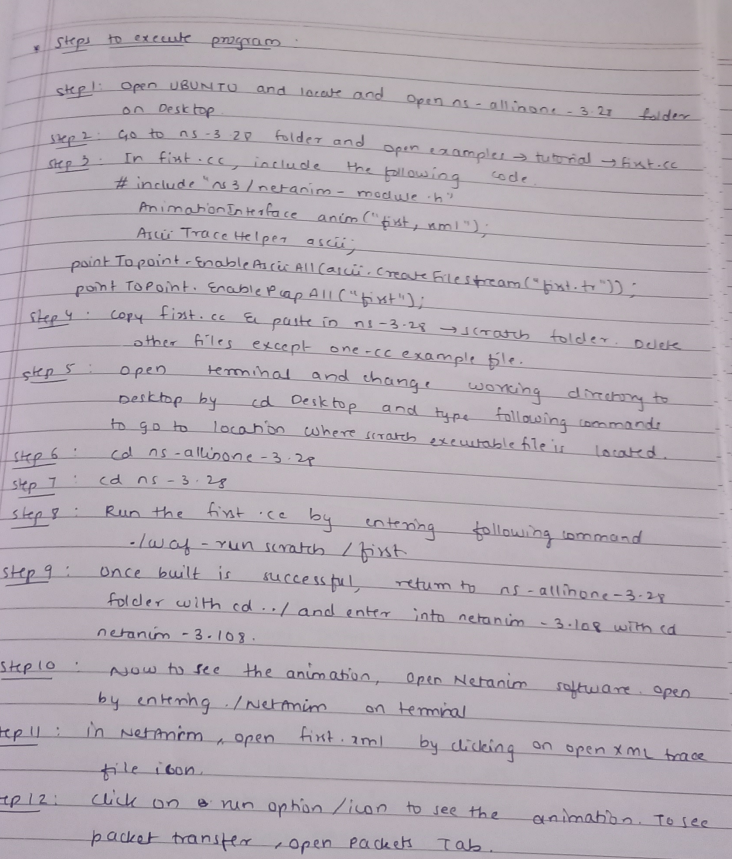 * Steps to execute program.
Step 1: Open UBUNTU and locate and open ns-allinone-3.28 folder
on Desktop
Step 2: Go to ns-3.28 folder and open examples → tutorial → first.cc
Step 3: In first.cc, include the following code.
# include "ns3/netanim-module.h"
AnimationInterface anim("first, xml");
Ascii TraceHelper ascii;
point Topoint. EnableAscii All (ascii. Create Filestream ("first.tr"));
point TOPoint. EnablePcap All ("first");
Step 4: Copy first.cc & paste in ns-3.28 → scratch folder. Delete
other files except one-cc example file.
Step 5: Open terminal and change working directory to
Desktop by cd Desktop and type following commands
to go to location where scratch executable file is located.
Step 6: cd ns-allinone-3.28
Step 7: cd ns-3.28
Step 8: Run the first.cc by entering following command
./waf -run scratch/first
Step 9: Once built is successful, return to ns-allinone-3.28
folder with cd ../ and enter into netanim-3.108 with cd
netanim-3.108.
Step 10: Now to see the animation, open Netanim software. open
by entering ./NetAnim on terminal
tep 11: in NetAnim, open first.xml by clicking on open XML trace
file icon.
tep 12: Click on run option/icon to see the animation. To see
packet transfer, open packets Tab.